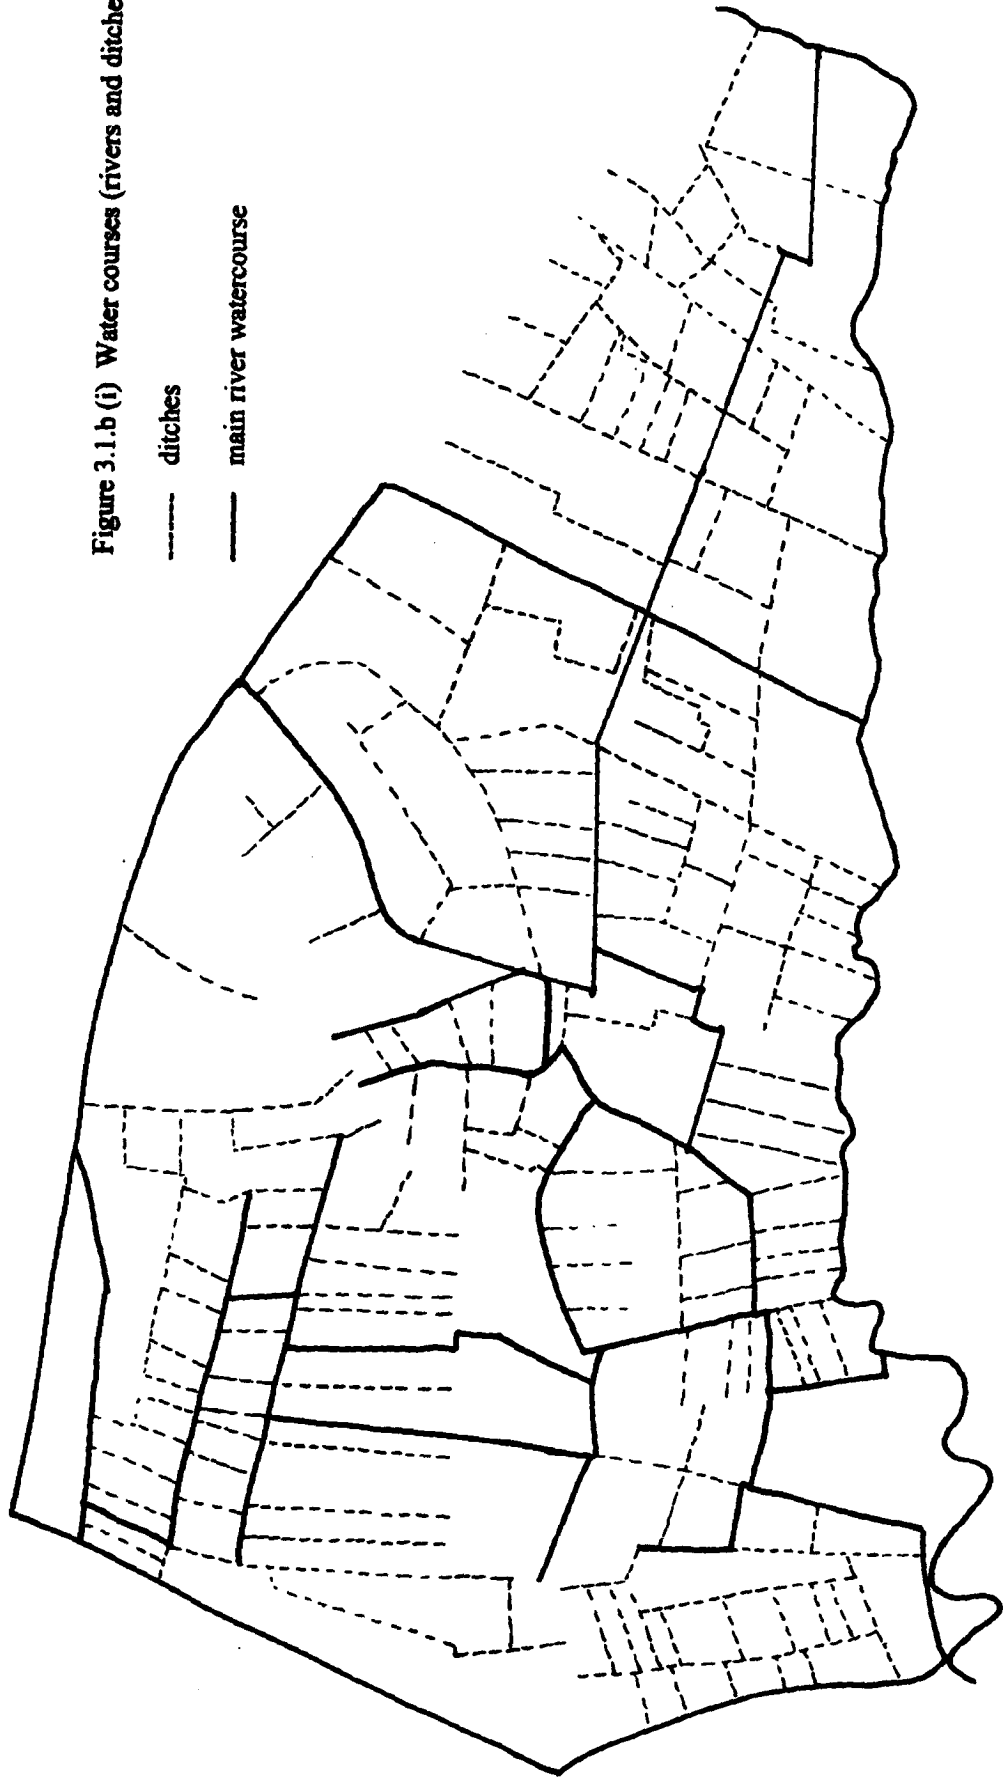 Figure 3.1.b (i) Water courses (rivers and ditche
ditches
main river watercourse